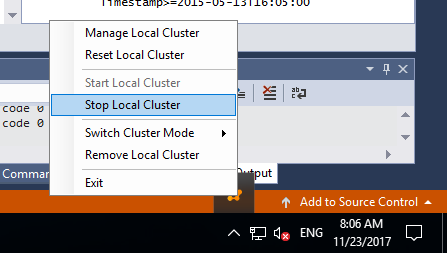 Timestamp>=2015-05-13T16:05:00
Manage Local Cluster
Reset Local Cluster
Start Local Cluster
Stop Local Cluster
Switch Cluster Mode
Remove Local Cluster
Exit
code 0
code 0
Comma
Output
Add to Source Control
ENG
8:06 AM
11/23/2017